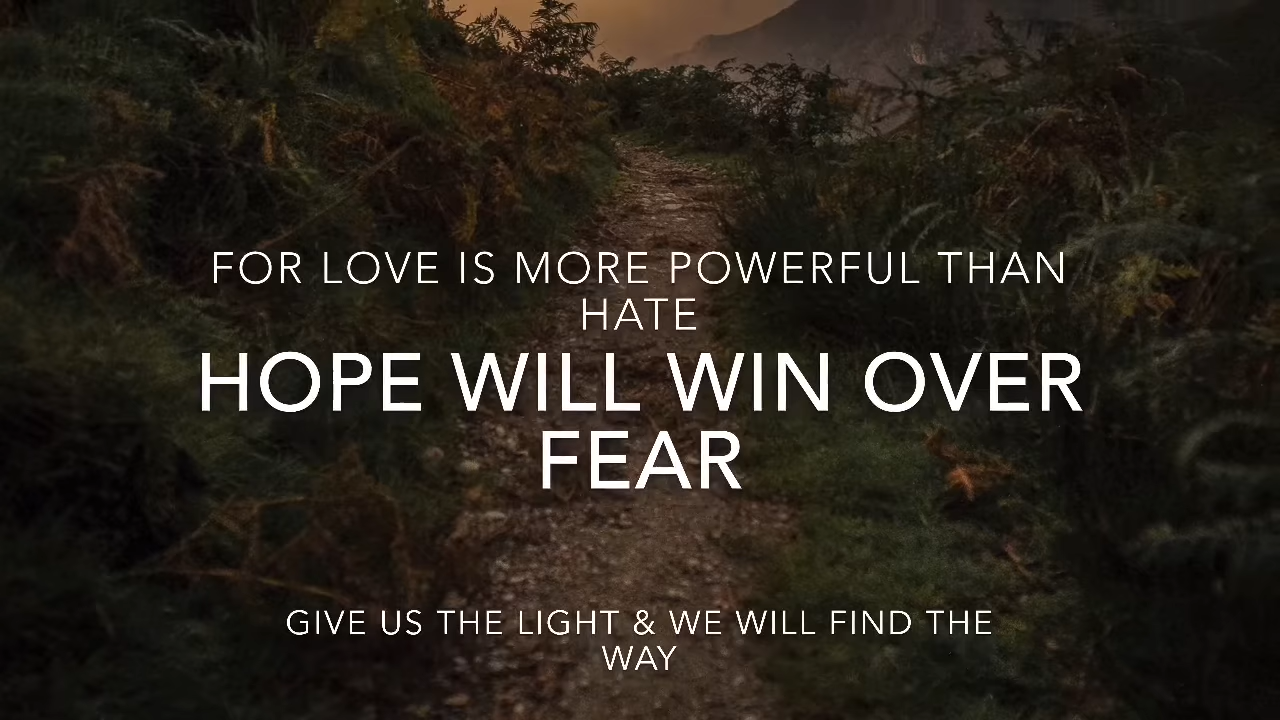 FOR LOVE IS MORE POWERFUL THAN
HATE
HOPE WILL WIN OVER
FEAR
GIVE US THE LIGHT & WE WILL FIND THE
WAY